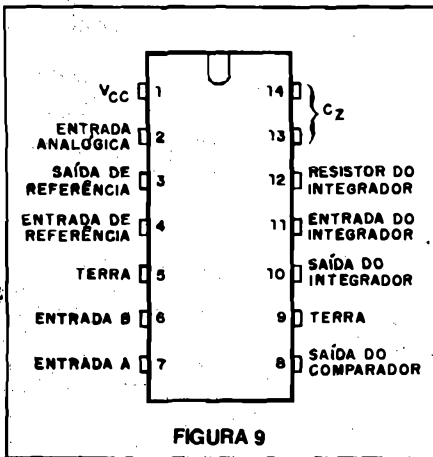 VCC 1
ENTRADA
ANALÓGICA 2
SAÍDA DE
REFERÊNCIA 3
ENTRADA DE
REFERÊNCIA 4
TERRA 5
ENTRADA B 6
ENTRADA A 7
14
CZ
13
12 RESISTOR DO
INTEGRADOR
11 ENTRADA DO
INTEGRADOR
10 SAÍDA DO
INTEGRADOR
9 TERRA
8 SAÍDA DO
COMPARADOR
FIGURA 9